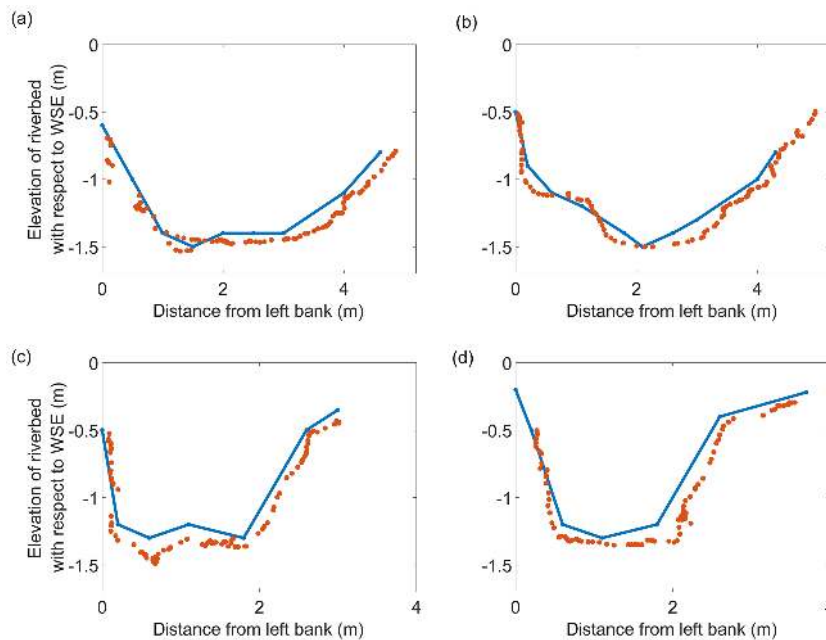 (a)
(b)
0
0
-0.5
-0.5
-1
-1
-1.5
-1.5
0
2
4
0
2
4
Elevation of riverbed
with respect to WSE (m)
Distance from left bank (m)
Distance from left bank (m)
(c)
(d)
0
0
-0.5
-0.5
-1
-1
-1.5
-1.5
0
2
4
0
2
4
Elevation of riverbed
with respect to WSE (m)
Distance from left bank (m)
Distance from left bank (m)